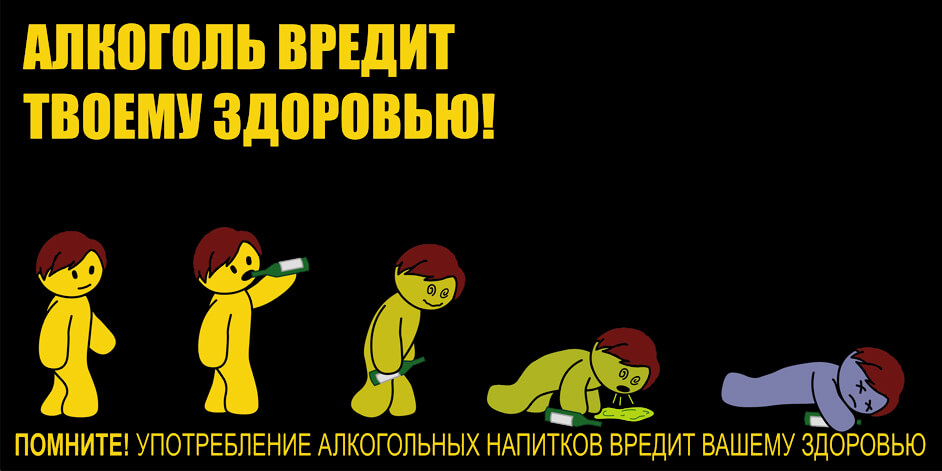 АЛКОГОЛЬ ВРЕДИТ
ТВОЕМУ ЗДОРОВЬЮ!
ПОМНИТЕ! УПОТРЕБЛЕНИЕ АЛКОГОЛЬНЫХ НАПИТКОВ ВРЕДИТ ВАШЕМУ ЗДОРОВЬЮ